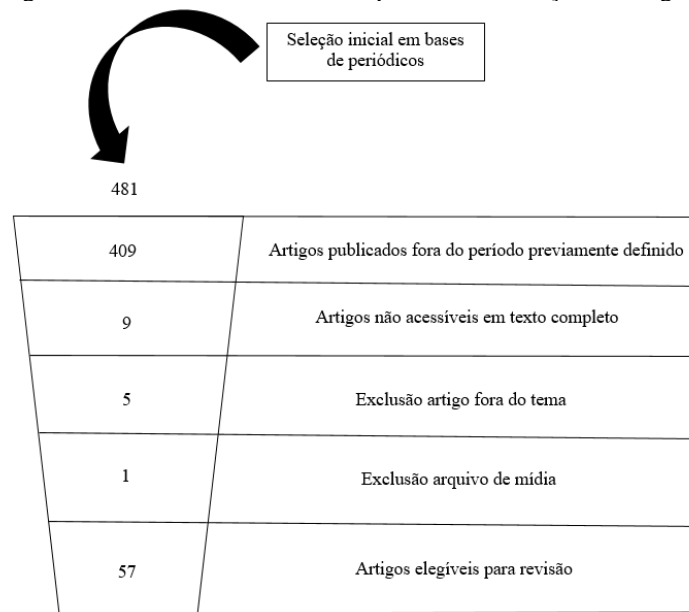 Seleção inicial em bases
de periódicos
481
409 Artigos publicados fora do período previamente definido
9 Artigos não acessíveis em texto completo
5 Exclusão artigo fora do tema
1 Exclusão arquivo de mídia
57 Artigos elegíveis para revisão